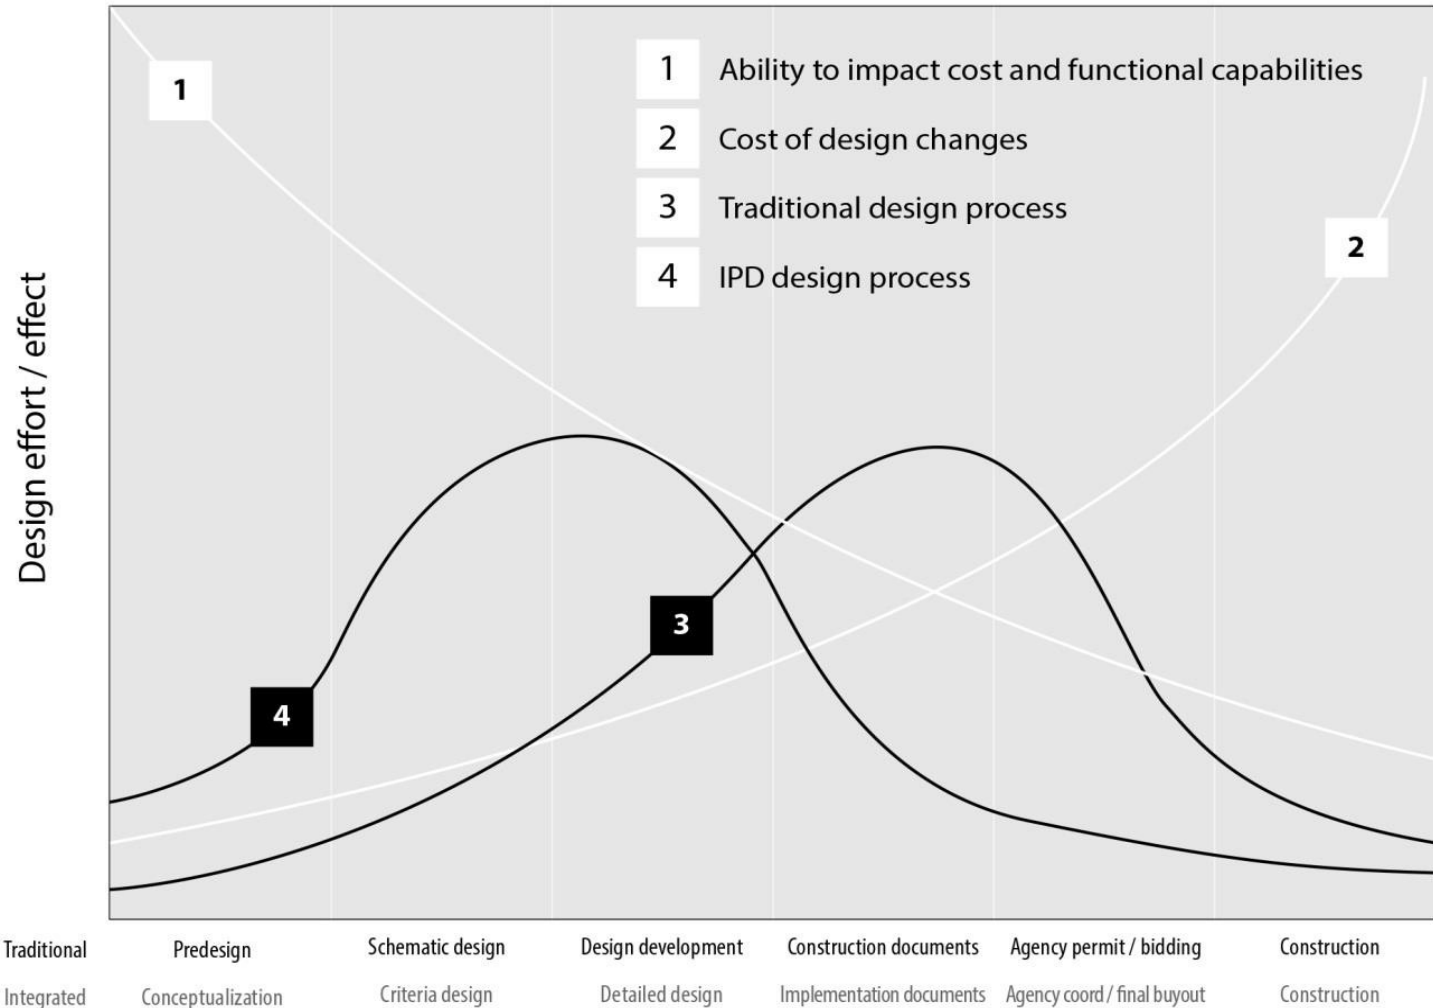 1 Ability to impact cost and functional capabilities
2 Cost of design changes
3 Traditional design process
4 IPD design process
1
2
3
4
Design effort / effect
Traditional Predesign Schematic design Design development Construction documents Agency permit / bidding Construction
Integrated Conceptualization Criteria design Detailed design Implementation documents Agency coord / final buyout Construction